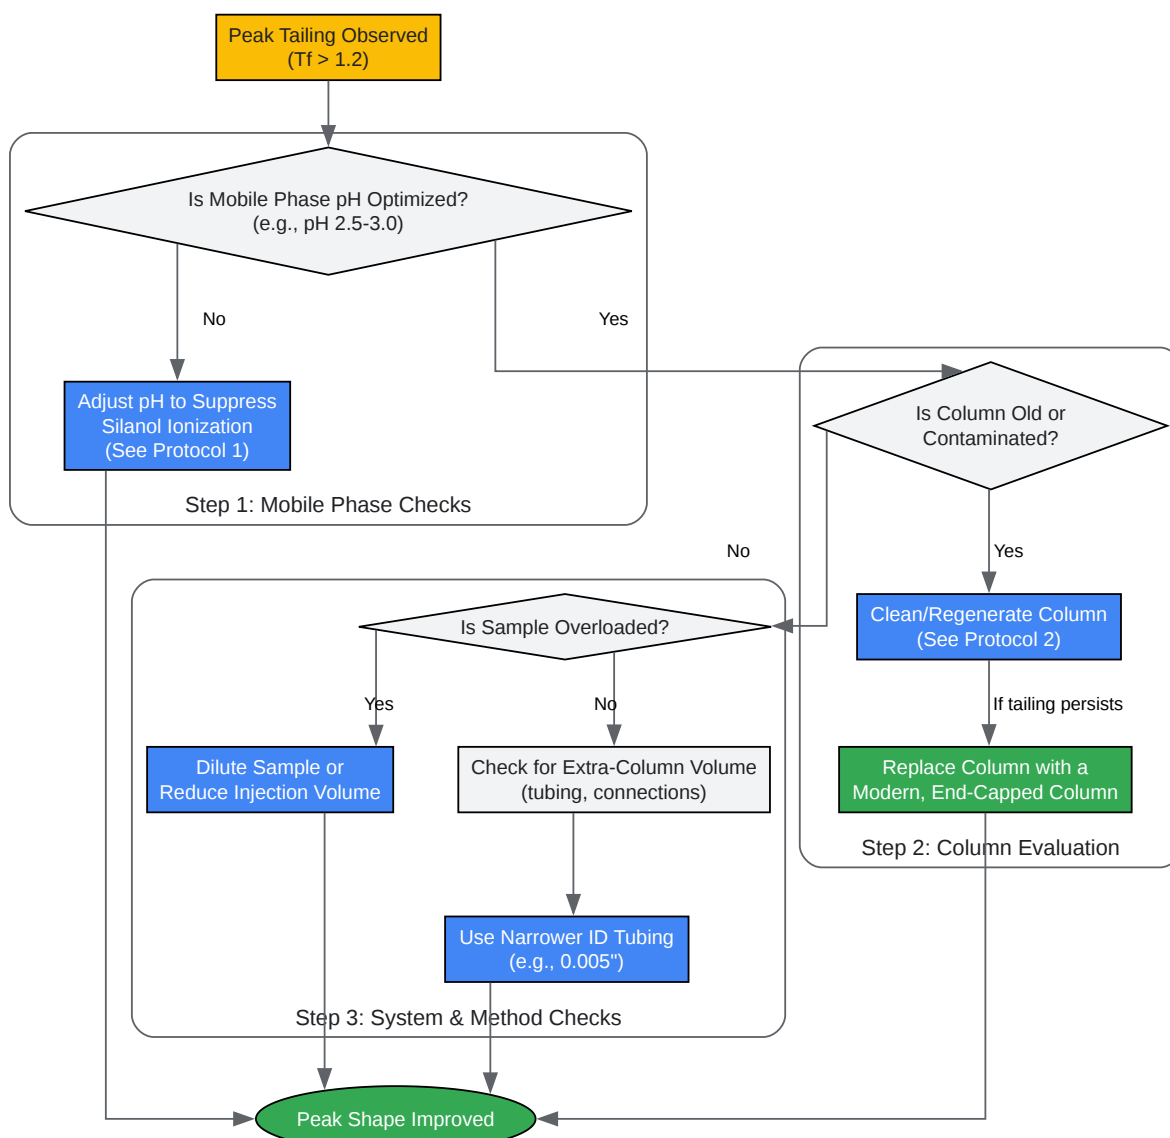 Peak Tailing Observed
(Tf > 1.2)
Is Mobile Phase pH Optimized?
(e.g., pH 2.5-3.0)
No
Yes
Adjust pH to Suppress
Silanol Ionization
(See Protocol 1)
Step 1: Mobile Phase Checks
Is Column Old or
Contaminated?
No
Yes
Clean/Regenerate Column
(See Protocol 2)
If tailing persists
Replace Column with a
Modern, End-Capped Column
Step 2: Column Evaluation
Is Sample Overloaded?
Yes
No
Dilute Sample or
Reduce Injection Volume
Check for Extra-Column Volume
(tubing, connections)
Use Narrower ID Tubing
(e.g., 0.005")
Step 3: System & Method Checks
Peak Shape Improved